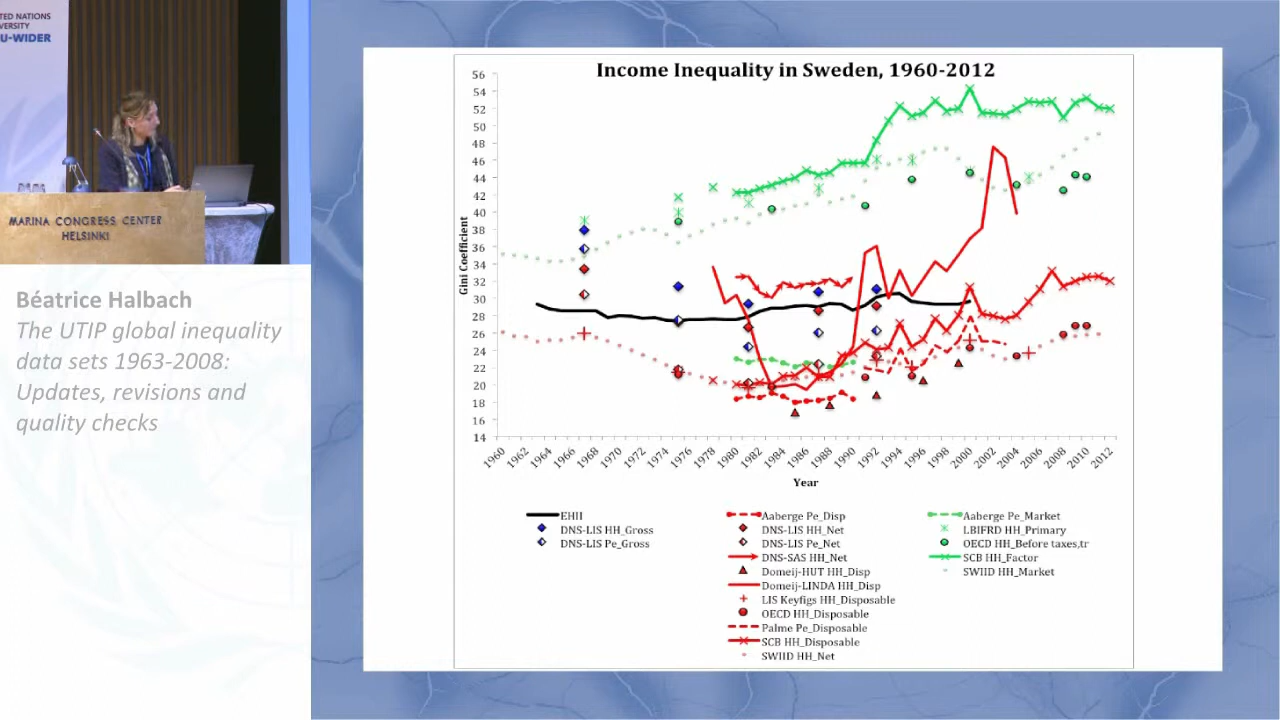 TED NATIONS
VERSITY
U-WIDER
MARINA CONGRESS CENTER
HELSINKI
Béatrice Halbach
The UTIP global inequality
data sets 1963-2008:
Updates, revisions and
quality checks
Income Inequality in Sweden, 1960-2012
Gini Coefficient
56
54
52
50
48
46
44
42
40
38
36
34
32
30
28
26
24
22
20
18
16
14
1960 1962 1964 1966 1968 1970 1972 1974 1976 1978 1980 1982 1984 1986 1988 1990 1992 1994 1996 1998 2000 2002 2004 2006 2008 2010 2012
Year
EHII
DNS-LIS HH_Gross
DNS-LIS Pe_Gross
Aaberge Pe_Disp
DNS-LIS HH_Net
DNS-LIS Pe_Net
DNS-SAS HH_Net
Domeij-HUT HH_Disp
Domeij-LINDA HH_Disp
LIS Keyfigs HH_Disposable
OECD HH_Disposable
Palme Pe_Disposable
SCB HH_Disposable
SWIID HH_Net
Aaberge Pe_Market
LBIFRD HH_Primary
OECD HH_Before taxes,tr
SCB HH_Factor
SWIID HH_Market